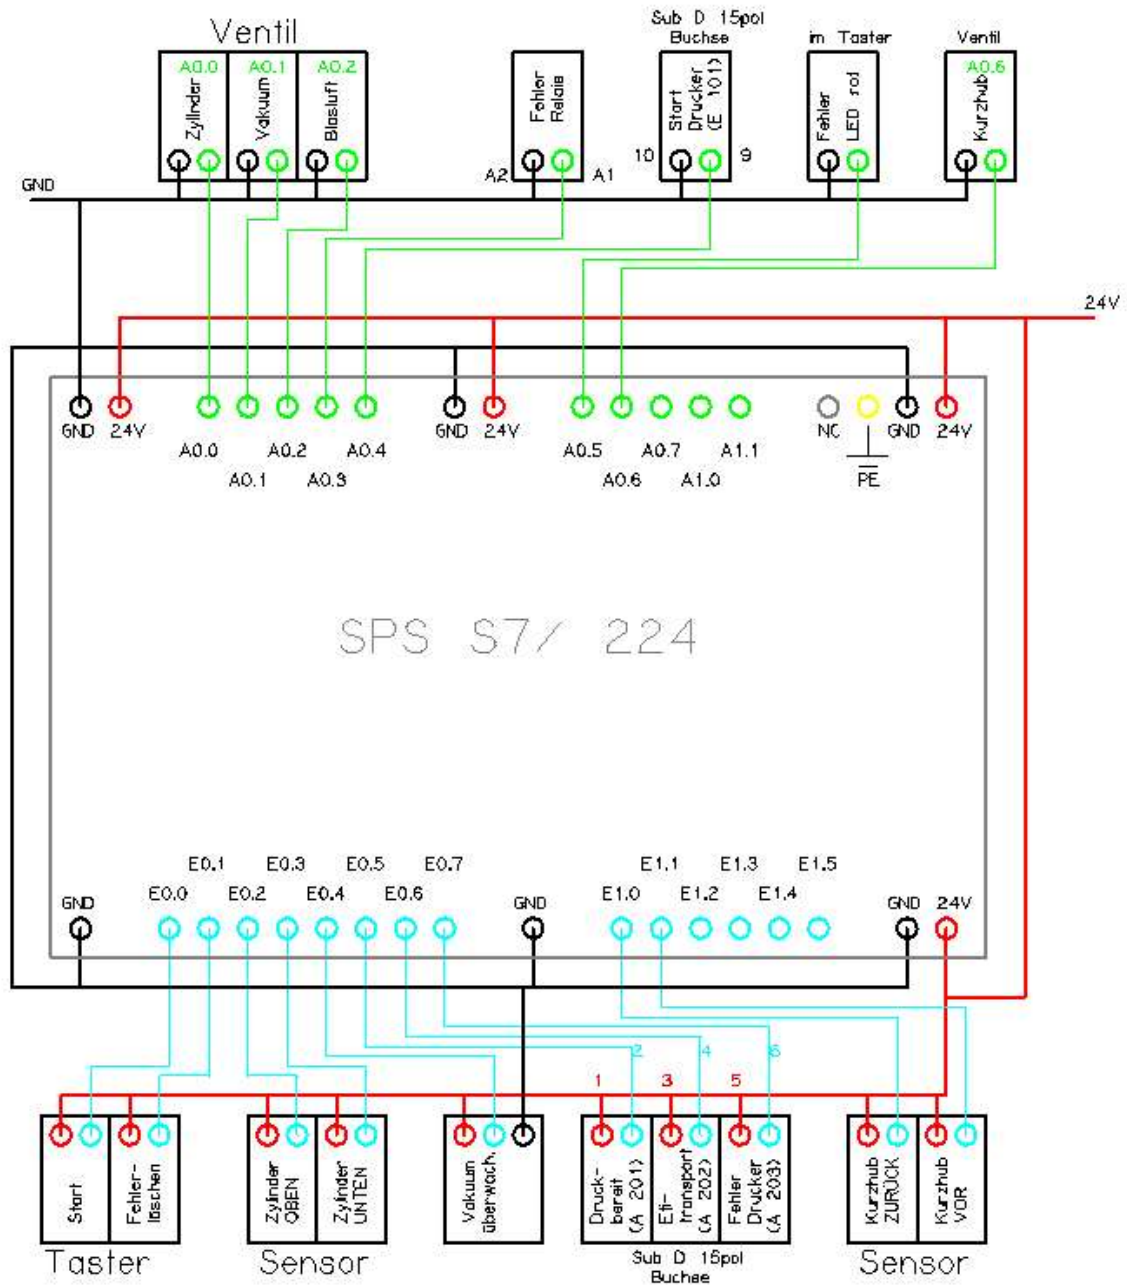 Ventil
Sub D 15pol
Buchse
im Taster
Ventil
A0.0
A0.1
A0.2
A0.6
Zylinder
Vakuum
Blasluft
Fehler
Relais
Start
Drucker
(E 101)
Fehler
LED rot
Kurzhub
A2
A1
10
9
GND
24V
GND
24V
GND
24V
NC
PE
GND
24V
A0.0
A0.2
A0.4
A0.1
A0.3
A0.5
A0.7
A1.1
A0.6
A1.0
SPS S7/ 224
E0.1
E0.3
E0.5
E0.7
E1.1
E1.3
E1.5
E0.0
E0.2
E0.4
E0.6
E1.0
E1.2
E1.4
GND
GND
GND
24V
1
2
3
4
5
6
Start
Fehler-
löschen
Zylinder
OBEN
Zylinder
UNTEN
Vakuum
überwach.
Druck-
bereit
(A 201)
Eti-
transport
(A 202)
Fehler
Drucker
(A 203)
Kurzhub
ZURÜCK
Kurzhub
VOR
Taster
Sensor
Sub D 15pol
Buchse
Sensor